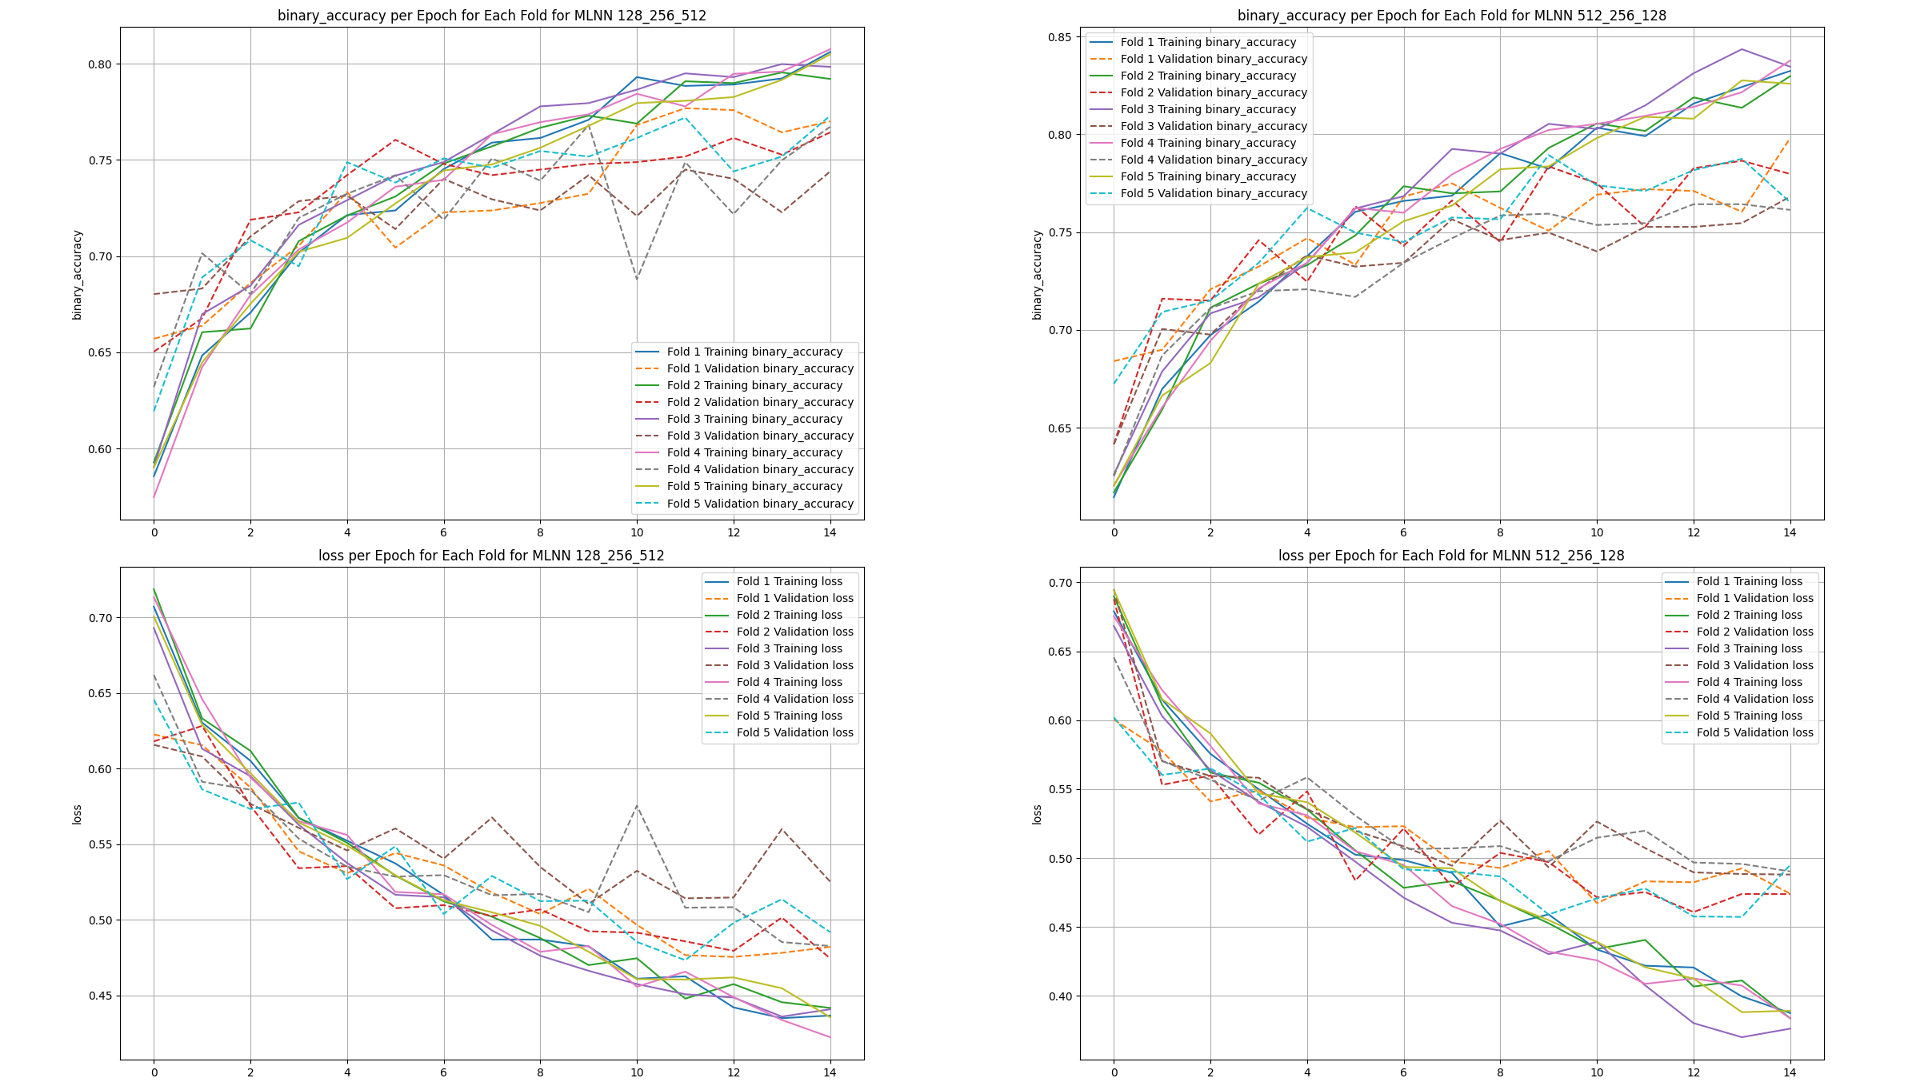 binary_accuracy per Epoch for Each Fold for MLNN 128_256_512
binary_accuracy
0.80
0.75
0.70
0.65
0.60
0 2 4 6 8 10 12 14
Fold 1 Training binary_accuracy
Fold 1 Validation binary_accuracy
Fold 2 Training binary_accuracy
Fold 2 Validation binary_accuracy
Fold 3 Training binary_accuracy
Fold 3 Validation binary_accuracy
Fold 4 Training binary_accuracy
Fold 4 Validation binary_accuracy
Fold 5 Training binary_accuracy
Fold 5 Validation binary_accuracy
binary_accuracy per Epoch for Each Fold for MLNN 512_256_128
binary_accuracy
0.85
0.80
0.75
0.70
0.65
0 2 4 6 8 10 12 14
Fold 1 Training binary_accuracy
Fold 1 Validation binary_accuracy
Fold 2 Training binary_accuracy
Fold 2 Validation binary_accuracy
Fold 3 Training binary_accuracy
Fold 3 Validation binary_accuracy
Fold 4 Training binary_accuracy
Fold 4 Validation binary_accuracy
Fold 5 Training binary_accuracy
Fold 5 Validation binary_accuracy
loss per Epoch for Each Fold for MLNN 128_256_512
loss
0.70
0.65
0.60
0.55
0.50
0.45
0 2 4 6 8 10 12 14
Fold 1 Training loss
Fold 1 Validation loss
Fold 2 Training loss
Fold 2 Validation loss
Fold 3 Training loss
Fold 3 Validation loss
Fold 4 Training loss
Fold 4 Validation loss
Fold 5 Training loss
Fold 5 Validation loss
loss per Epoch for Each Fold for MLNN 512_256_128
loss
0.70
0.65
0.60
0.55
0.50
0.45
0.40
0 2 4 6 8 10 12 14
Fold 1 Training loss
Fold 1 Validation loss
Fold 2 Training loss
Fold 2 Validation loss
Fold 3 Training loss
Fold 3 Validation loss
Fold 4 Training loss
Fold 4 Validation loss
Fold 5 Training loss
Fold 5 Validation loss